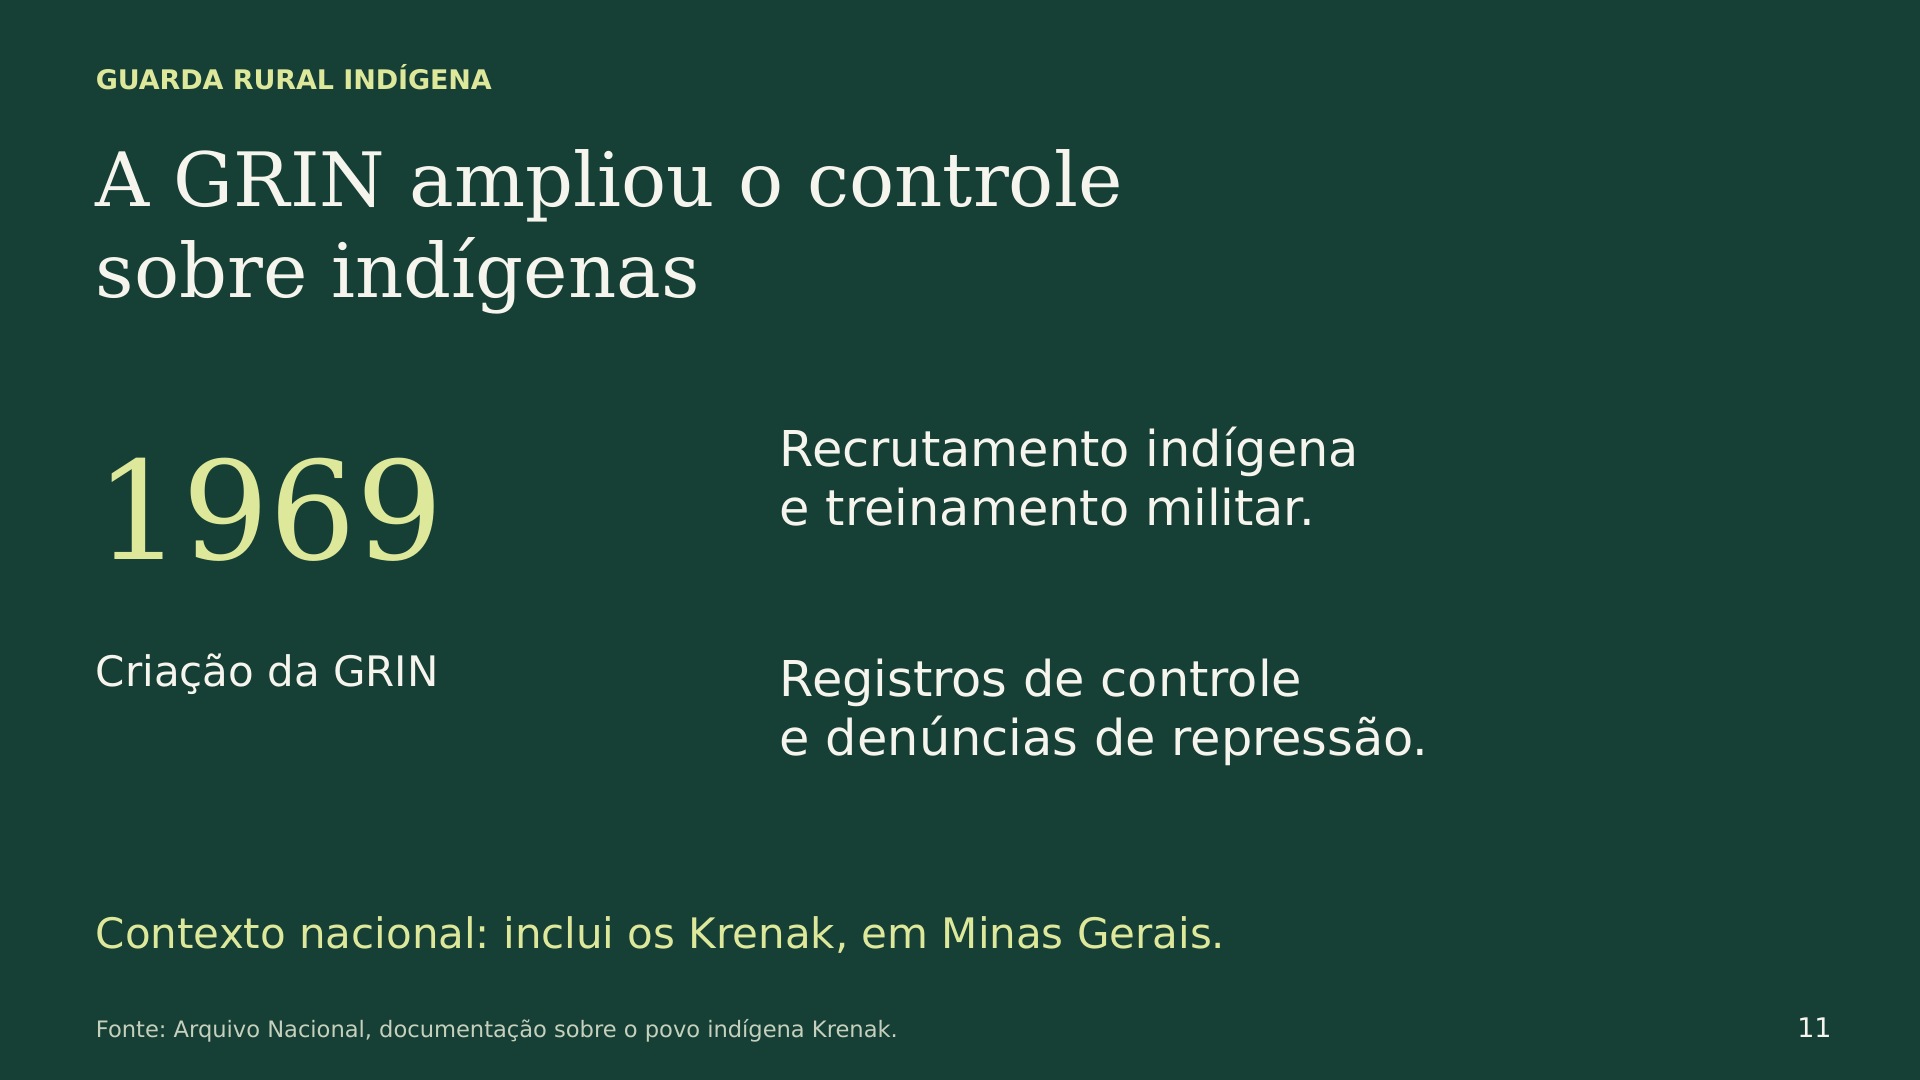 GUARDA RURAL INDÍGENA
A GRIN ampliou o controle
sobre indígenas
1969
Criação da GRIN
Recrutamento indígena
e treinamento militar.
Registros de controle
e denúncias de repressão.
Contexto nacional: inclui os Krenak, em Minas Gerais.
Fonte: Arquivo Nacional, documentação sobre o povo indígena Krenak.
11